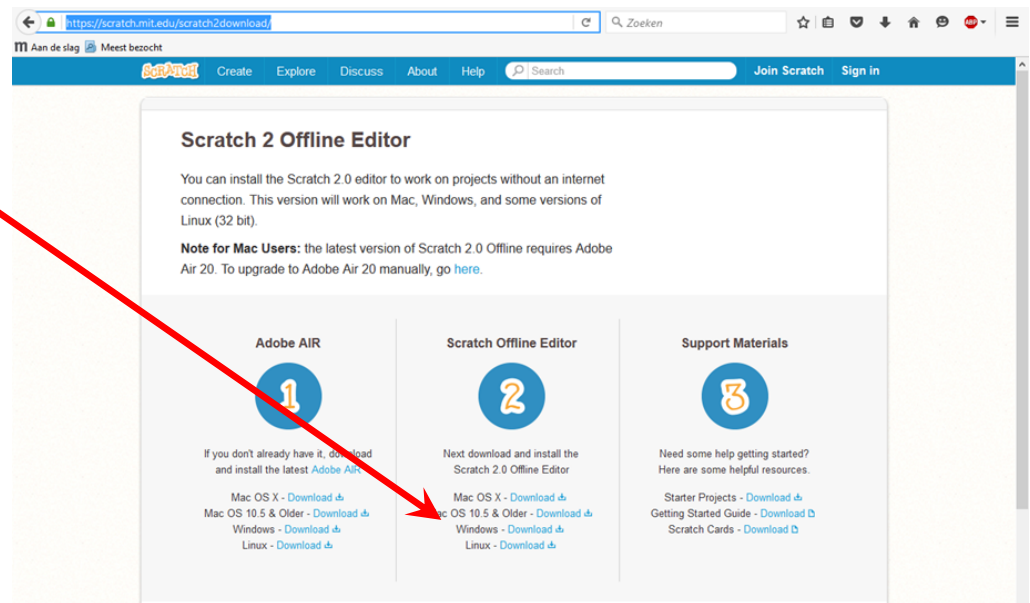 https://scratch.mit.edu/scratch2download/
Zoeken
ABP
Aan de slag Meest bezocht
SCRATCH Create Explore Discuss About Help Search Join Scratch Sign in
Scratch 2 Offline Editor
You can install the Scratch 2.0 editor to work on projects without an internet
connection. This version will work on Mac, Windows, and some versions of
Linux (32 bit).
Note for Mac Users: the latest version of Scratch 2.0 Offline requires Adobe
Air 20. To upgrade to Adobe Air 20 manually, go here.
Adobe AIR
1
If you don't already have it, download
and install the latest Adobe AIR
Mac OS X - Download
Mac OS 10.5 & Older - Download
Windows - Download
Linux - Download
Scratch Offline Editor
2
Next download and install the
Scratch 2.0 Offline Editor
Mac OS X - Download
Mac OS 10.5 & Older - Download
Windows - Download
Linux - Download
Support Materials
3
Need some help getting started?
Here are some helpful resources.
Starter Projects - Download
Getting Started Guide - Download
Scratch Cards - Download